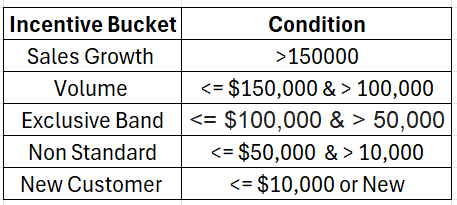 Incentive Bucket Condition
Sales Growth >150000
Volume <= $150,000 & > 100,000
Exclusive Band <= $100,000 & > 50,000
Non Standard <= $50,000 & > 10,000
New Customer <= $10,000 or New